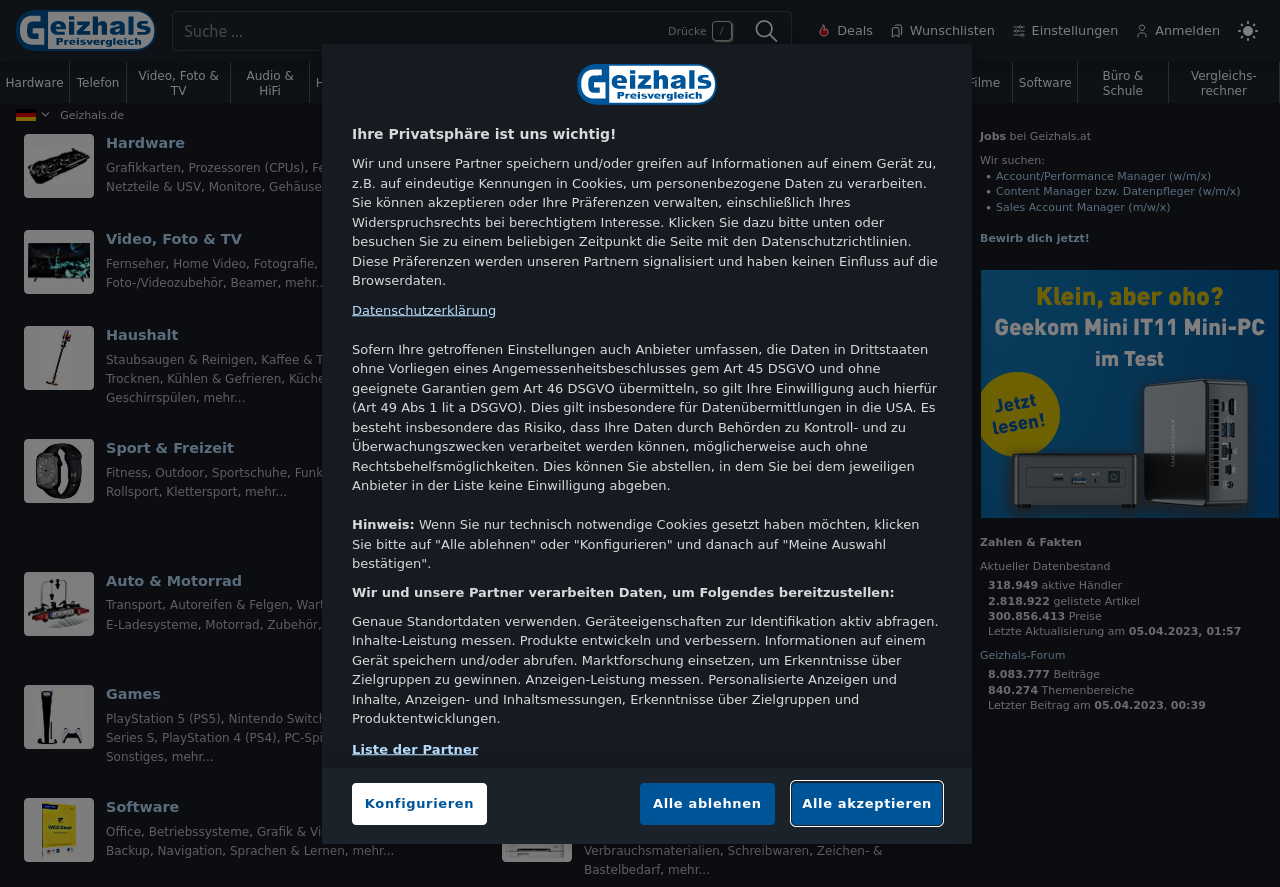 Geizhals
Preisvergleich
Suche ...
Drücke /
Deals
Wunschlisten
Einstellungen
Anmelden
Hardware
Telefon
Video, Foto &
TV
Audio &
HiFi
Filme
Software
Büro &
Schule
Vergleichs-
rechner
Geizhals.de
Hardware
Grafikkarten, Prozessoren (CPUs),
Netzteile & USV, Monitore, Gehäuse
Video, Foto & TV
Fernseher, Home Video, Fotografie,
Foto-/Videozubehör, Beamer, mehr...
Haushalt
Staubsaugen & Reinigen, Kaffee &
Trocknen, Kühlen & Gefrieren,
Geschirrspülen, mehr...
Sport & Freizeit
Fitness, Outdoor, Sportschuhe,
Rollsport, Klettersport, mehr...
Auto & Motorrad
Transport, Autoreifen & Felgen,
E-Ladesysteme, Motorrad, Zubehör,
Games
PlayStation 5 (PS5), Nintendo Switch
Series S, PlayStation 4 (PS4),
Sonstiges, mehr...
Software
Office, Betriebssysteme, Grafik &
Backup, Navigation, Sprachen & Lernen, mehr...
Verbrauchsmaterialien, Schreibwaren, Zeichen- &
Bastelbedarf, mehr...
Geizhals
Preisvergleich
Ihre Privatsphäre ist uns wichtig!
Wir und unsere Partner speichern und/oder greifen auf Informationen auf einem Gerät zu,
z.B. auf eindeutige Kennungen in Cookies, um personenbezogene Daten zu verarbeiten.
Sie können akzeptieren oder Ihre Präferenzen verwalten, einschließlich Ihres
Widerspruchsrechts bei berechtigtem Interesse. Klicken Sie dazu bitte unten oder
besuchen Sie zu einem beliebigen Zeitpunkt die Seite mit den Datenschutzrichtlinien.
Diese Präferenzen werden unseren Partnern signalisiert und haben keinen Einfluss auf die
Browserdaten.
Datenschutzerklärung
Sofern Ihre getroffenen Einstellungen auch Anbieter umfassen, die Daten in Drittstaaten
ohne Vorliegen eines Angemessenheitsbeschlusses gem Art 45 DSGVO und ohne
geeignete Garantien gem Art 46 DSGVO übermitteln, so gilt Ihre Einwilligung auch hierfür
(Art 49 Abs 1 lit a DSGVO). Dies gilt insbesondere für Datenübermittlungen in die USA. Es
besteht insbesondere das Risiko, dass Ihre Daten durch Behörden zu Kontroll- und zu
Überwachungszwecken verarbeitet werden können, möglicherweise auch ohne
Rechtsbehelfsmöglichkeiten. Dies können Sie abstellen, in dem Sie bei dem jeweiligen
Anbieter in der Liste keine Einwilligung abgeben.
Hinweis: Wenn Sie nur technisch notwendige Cookies gesetzt haben möchten, klicken
Sie bitte auf "Alle ablehnen" oder "Konfigurieren" und danach auf "Meine Auswahl
bestätigen".
Wir und unsere Partner verarbeiten Daten, um Folgendes bereitzustellen:
Genaue Standortdaten verwenden. Geräteeigenschaften zur Identifikation aktiv abfragen.
Inhalte-Leistung messen. Produkte entwickeln und verbessern. Informationen auf einem
Gerät speichern und/oder abrufen. Marktforschung einsetzen, um Erkenntnisse über
Zielgruppen zu gewinnen. Anzeigen-Leistung messen. Personalisierte Anzeigen und
Inhalte, Anzeigen- und Inhaltsmessungen, Erkenntnisse über Zielgruppen und
Produktentwicklungen.
Liste der Partner
Konfigurieren
Alle ablehnen
Alle akzeptieren
Jobs bei Geizhals.at
Wir suchen:
• Account/Performance Manager (w/m/x)
• Content Manager bzw. Datenpfleger (w/m/x)
• Sales Account Manager (m/w/x)
Bewirb dich jetzt!
Klein, aber oho?
Geekom Mini IT11 Mini-PC
im Test
Jetzt
lesen!
Zahlen & Fakten
Aktueller Datenbestand
318.949 aktive Händler
2.818.922 gelistete Artikel
300.856.413 Preise
Letzte Aktualisierung am 05.04.2023, 01:57
Geizhals-Forum
8.083.777 Beiträge
840.274 Themenbereiche
Letzter Beitrag am 05.04.2023, 00:39